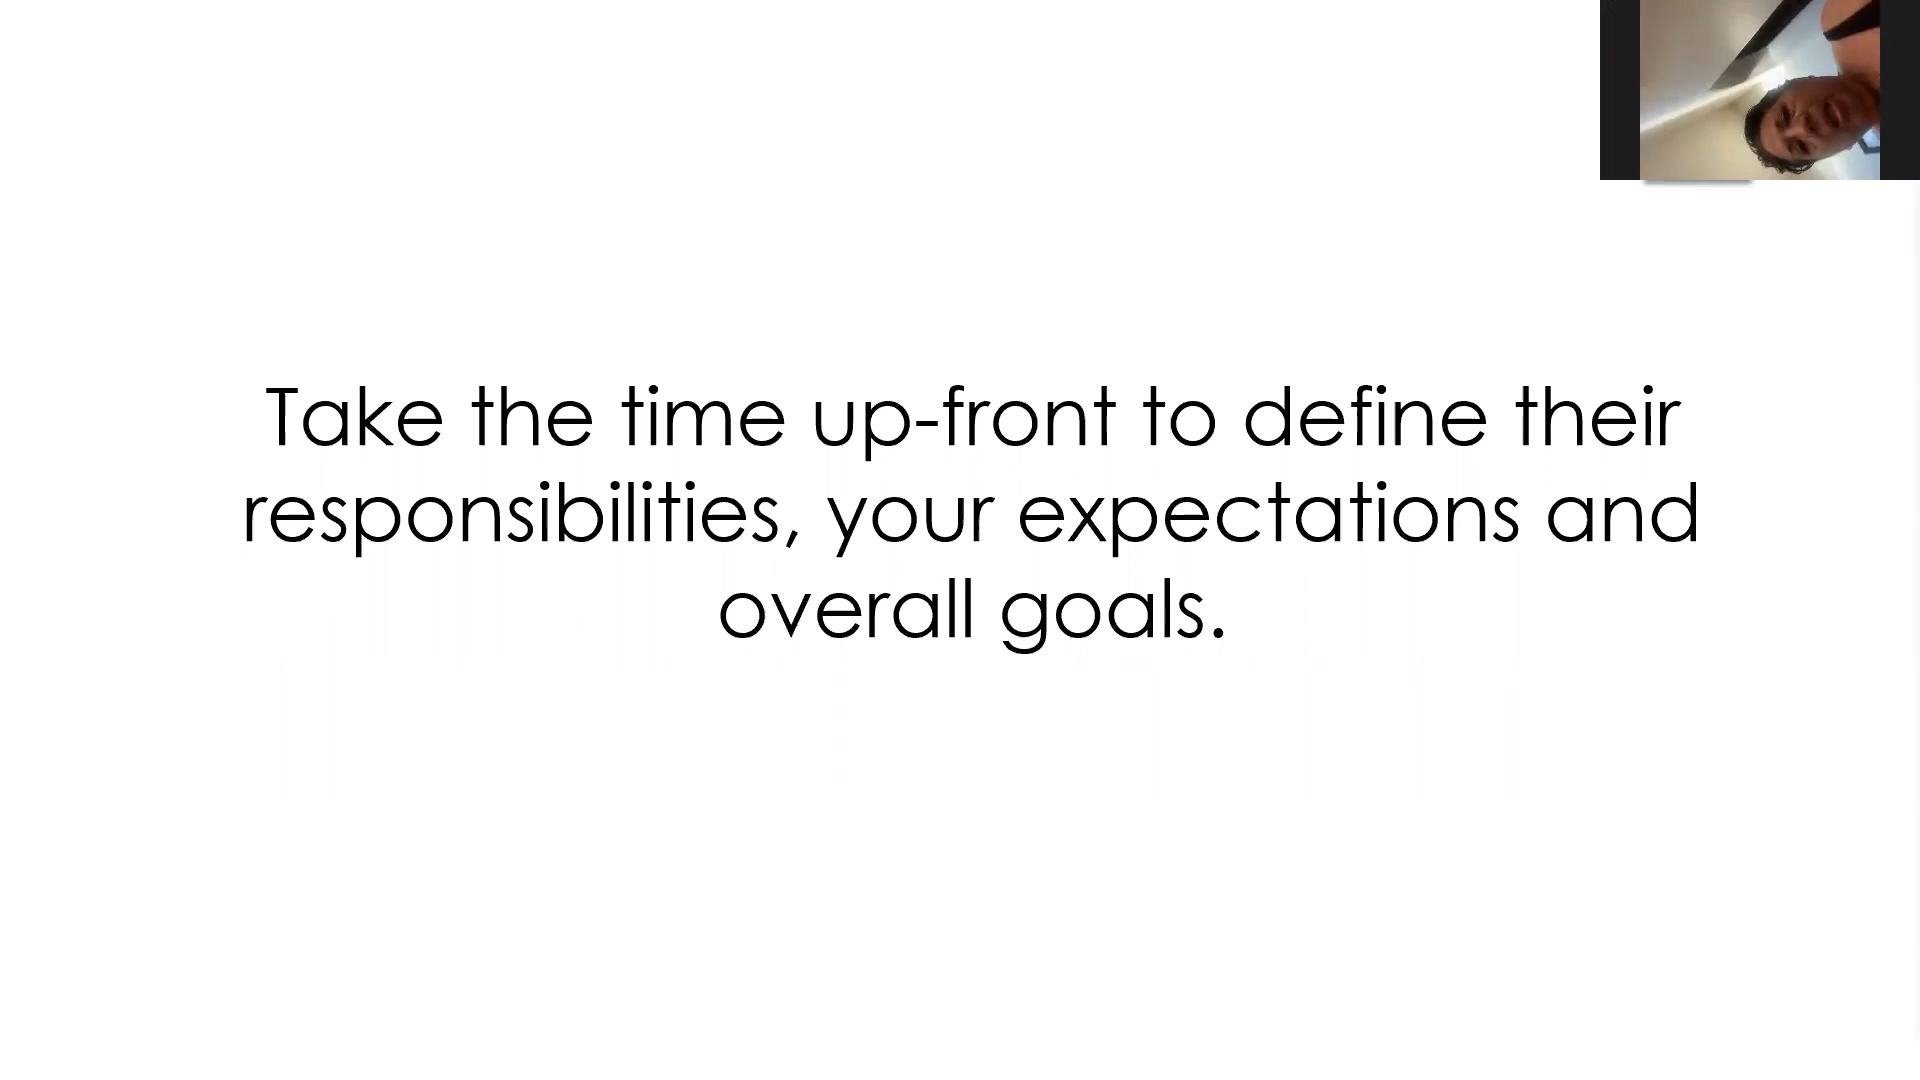 Take the time up-front to define their
responsibilities, your expectations and
overall goals.